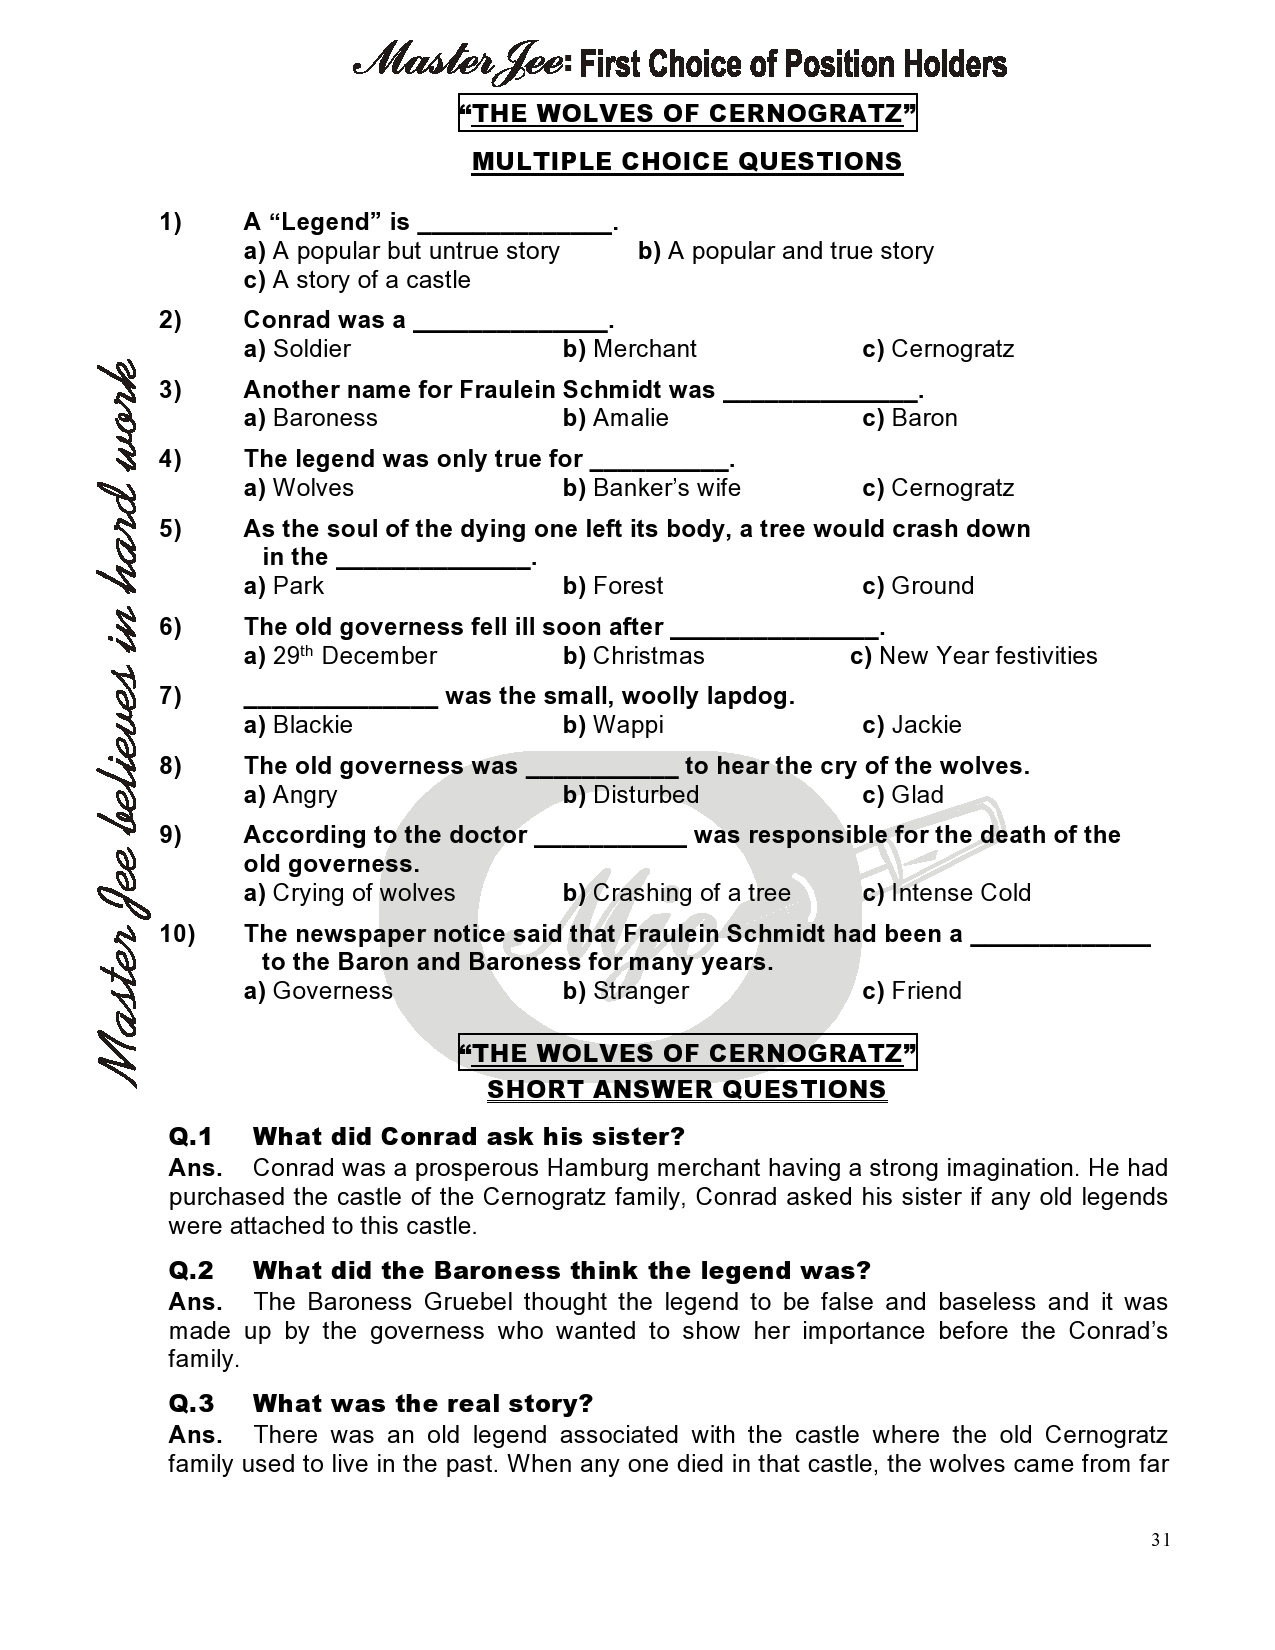 Master Jee: First Choice of Position Holders
“THE WOLVES OF CERNOGRATZ”
MULTIPLE CHOICE QUESTIONS
1) A “Legend” is ______________.
a) A popular but untrue story b) A popular and true story
c) A story of a castle
2) Conrad was a ______________.
a) Soldier b) Merchant c) Cernogratz
3) Another name for Fraulein Schmidt was ______________.
a) Baroness b) Amalie c) Baron
4) The legend was only true for __________.
a) Wolves b) Banker’s wife c) Cernogratz
5) As the soul of the dying one left its body, a tree would crash down
in the ______________.
a) Park b) Forest c) Ground
6) The old governess fell ill soon after _______________.
a) 29th December b) Christmas c) New Year festivities
7) ______________ was the small, woolly lapdog.
a) Blackie b) Wappi c) Jackie
8) The old governess was ___________ to hear the cry of the wolves.
a) Angry b) Disturbed c) Glad
9) According to the doctor ___________ was responsible for the death of the
old governess.
a) Crying of wolves b) Crashing of a tree c) Intense Cold
10) The newspaper notice said that Fraulein Schmidt had been a _____________
to the Baron and Baroness for many years.
a) Governess b) Stranger c) Friend
Master Jee believes in hard work
Mjc
“THE WOLVES OF CERNOGRATZ”
SHORT ANSWER QUESTIONS
Q.1 What did Conrad ask his sister?
Ans. Conrad was a prosperous Hamburg merchant having a strong imagination. He had
purchased the castle of the Cernogratz family, Conrad asked his sister if any old legends
were attached to this castle.
Q.2 What did the Baroness think the legend was?
Ans. The Baroness Gruebel thought the legend to be false and baseless and it was
made up by the governess who wanted to show her importance before the Conrad’s
family.
Q.3 What was the real story?
Ans. There was an old legend associated with the castle where the old Cernogratz
family used to live in the past. When any one died in that castle, the wolves came from far
31